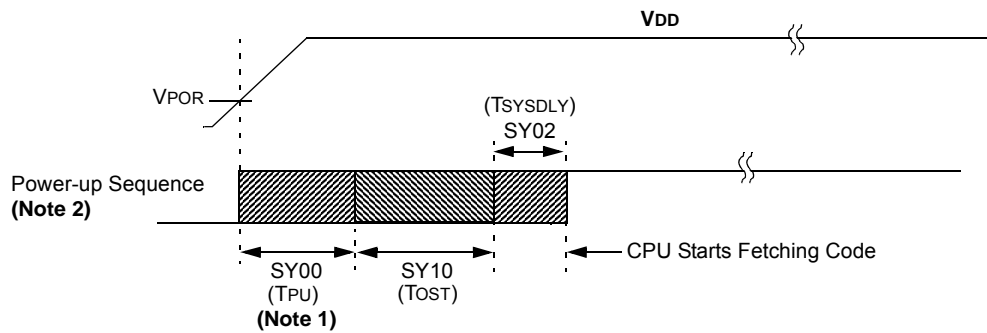 VDD
VPOR
(TSYSDLY)
SY02
Power-up Sequence
(Note 2)
CPU Starts Fetching Code
SY00
(TPU)
(Note 1)
SY10
(TOST)